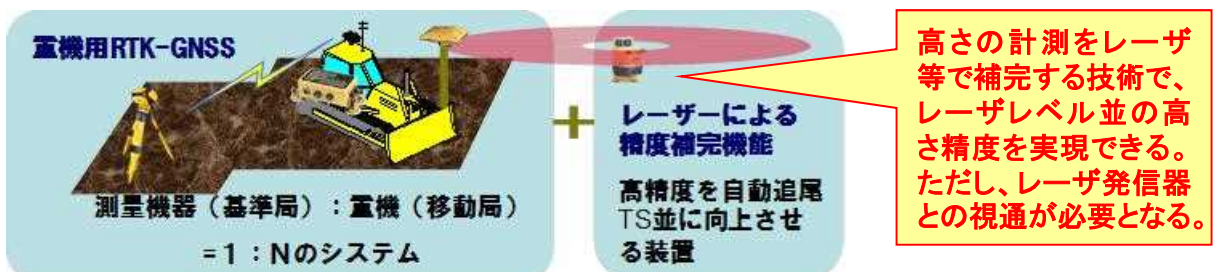 重機用RTK-GNSS
測量機器（基準局）：重機（移動局）
=１：Nのシステム
+
レーザーによる
精度補完機能
高精度を自動追尾
TS並に向上させ
る装置
高さの計測をレーザ
等で補完する技術で、
レーザレベル並の高
さ精度を実現できる。
ただし、レーザ発信器
との視通が必要となる。